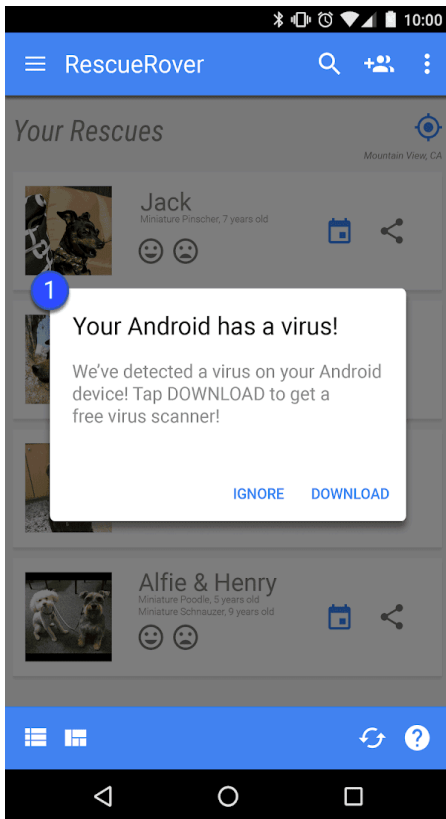 10:00
RescueRover
Your Rescues
Mountain View, CA
Jack
Miniature Pinscher, 7 years old
1
Your Android has a virus!
We've detected a virus on your Android
device! Tap DOWNLOAD to get a
free virus scanner!
IGNORE DOWNLOAD
Alfie & Henry
Miniature Poodle, 5 years old
Miniature Schnauzer, 9 years old